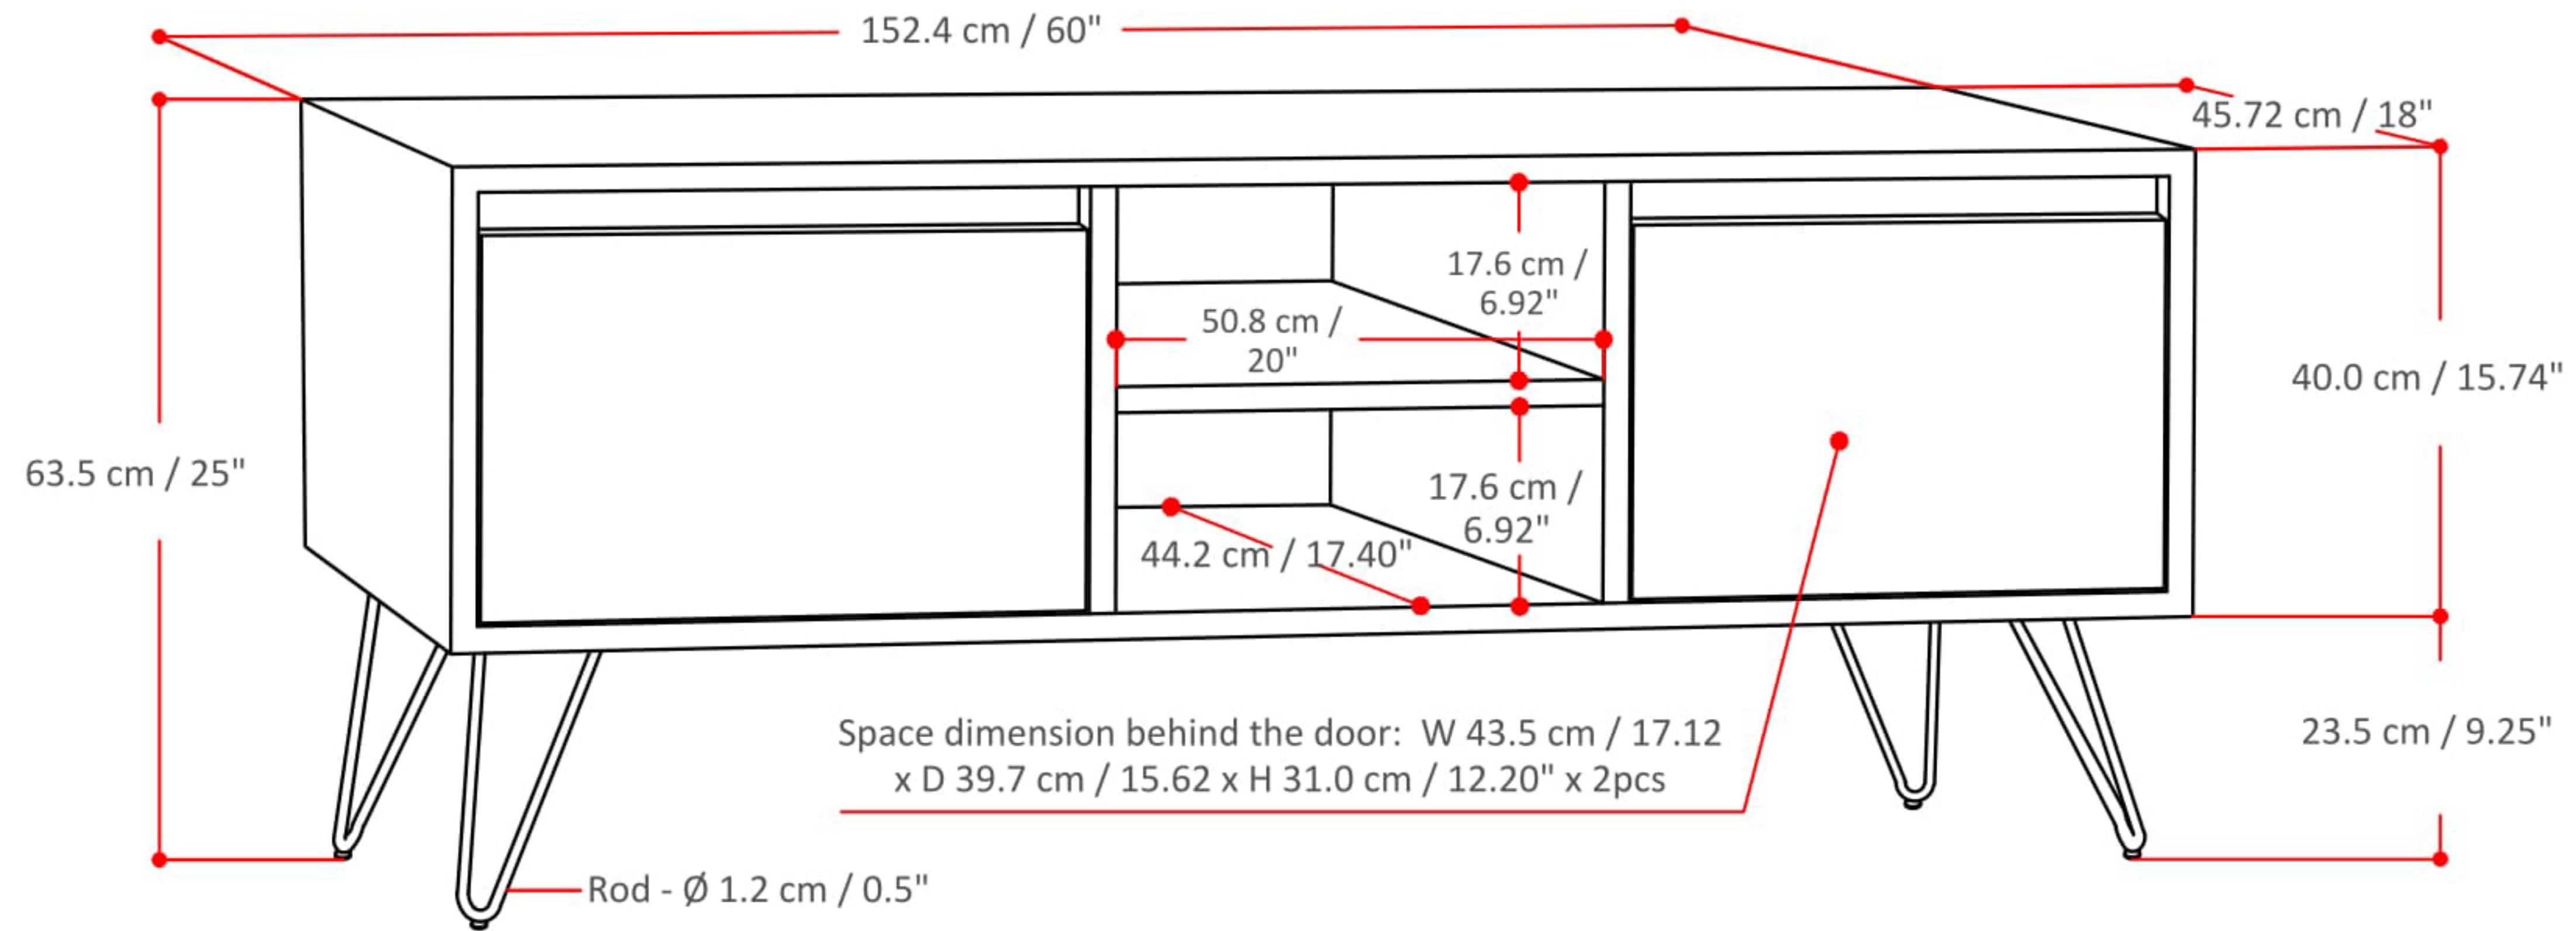 152.4 cm / 60"
45.72 cm / 18"
17.6 cm /
6.92"
50.8 cm /
20"
40.0 cm / 15.74"
63.5 cm / 25"
17.6 cm /
6.92"
44.2 cm / 17.40"
23.5 cm / 9.25"
Space dimension behind the door: W 43.5 cm / 17.12
x D 39.7 cm / 15.62 x H 31.0 cm / 12.20" x 2pcs
Rod - Ø 1.2 cm / 0.5"